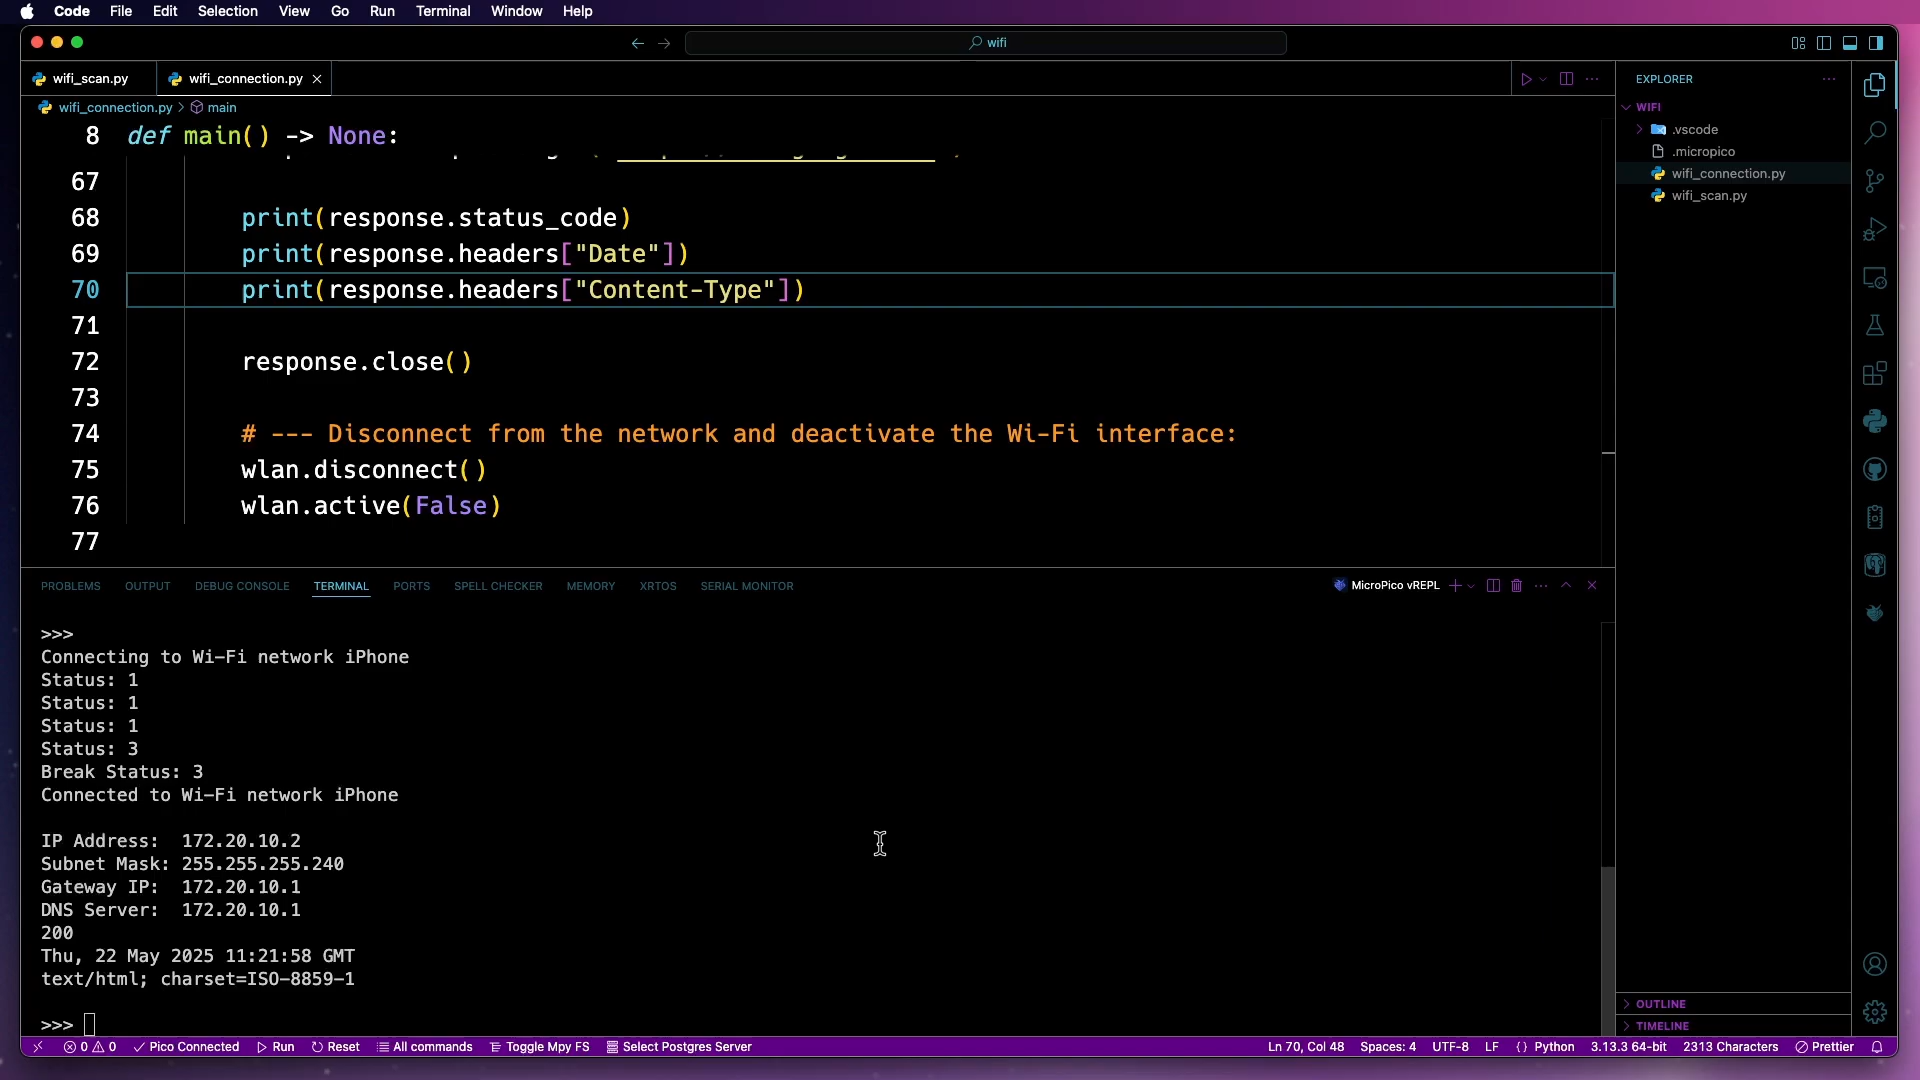 Code File Edit Selection View Go Run Terminal Window Help
wifi
wifi_scan.py wifi_connection.py
wifi_connection.py > main
8 def main() -> None:
67
68 print(response.status_code)
69 print(response.headers["Date"])
70 print(response.headers["Content-Type"])
71
72 response.close()
73
74 # --- Disconnect from the network and deactivate the Wi-Fi interface:
75 wlan.disconnect()
76 wlan.active(False)
77
EXPLORER
WIFI
.vscode
.micropico
wifi_connection.py
wifi_scan.py
OUTLINE
TIMELINE
PROBLEMS OUTPUT DEBUG CONSOLE TERMINAL PORTS SPELL CHECKER MEMORY XRTOS SERIAL MONITOR MicroPico vREPL
>>>
Connecting to Wi-Fi network iPhone
Status: 1
Status: 1
Status: 1
Status: 3
Break Status: 3
Connected to Wi-Fi network iPhone
IP Address: 172.20.10.2
Subnet Mask: 255.255.255.240
Gateway IP: 172.20.10.1
DNS Server: 172.20.10.1
200
Thu, 22 May 2025 11:21:58 GMT
text/html; charset=ISO-8859-1
>>>
0 0 Pico Connected Run Reset All commands Toggle Mpy FS Select Postgres Server Ln 70, Col 48 Spaces: 4 UTF-8 LF {} Python 3.13.3 64-bit 2313 Characters Prettier